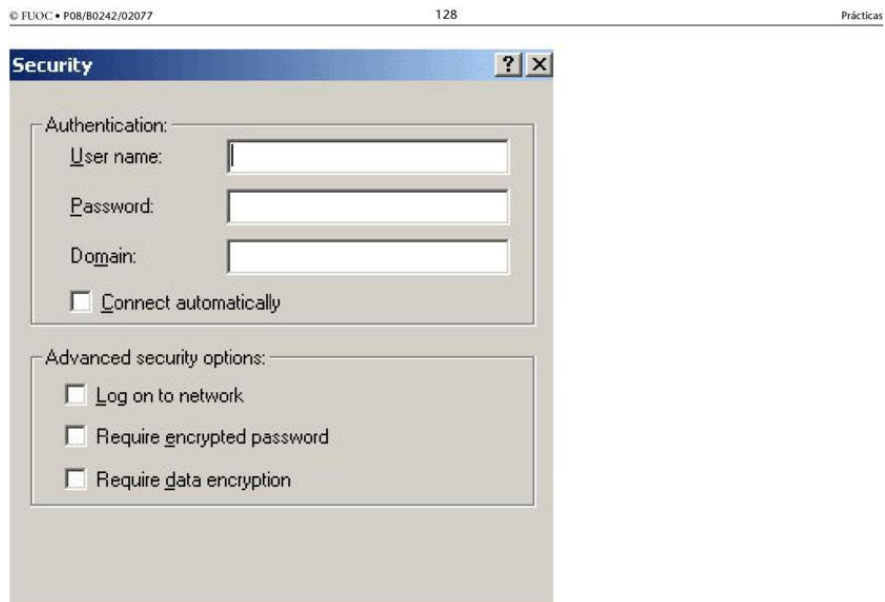 © FUOC • P08/B0242/02077 128 Prácticas
Security
Authentication:
User name:
Password:
Domain:
Connect automatically
Advanced security options:
Log on to network
Require encrypted password
Require data encryption